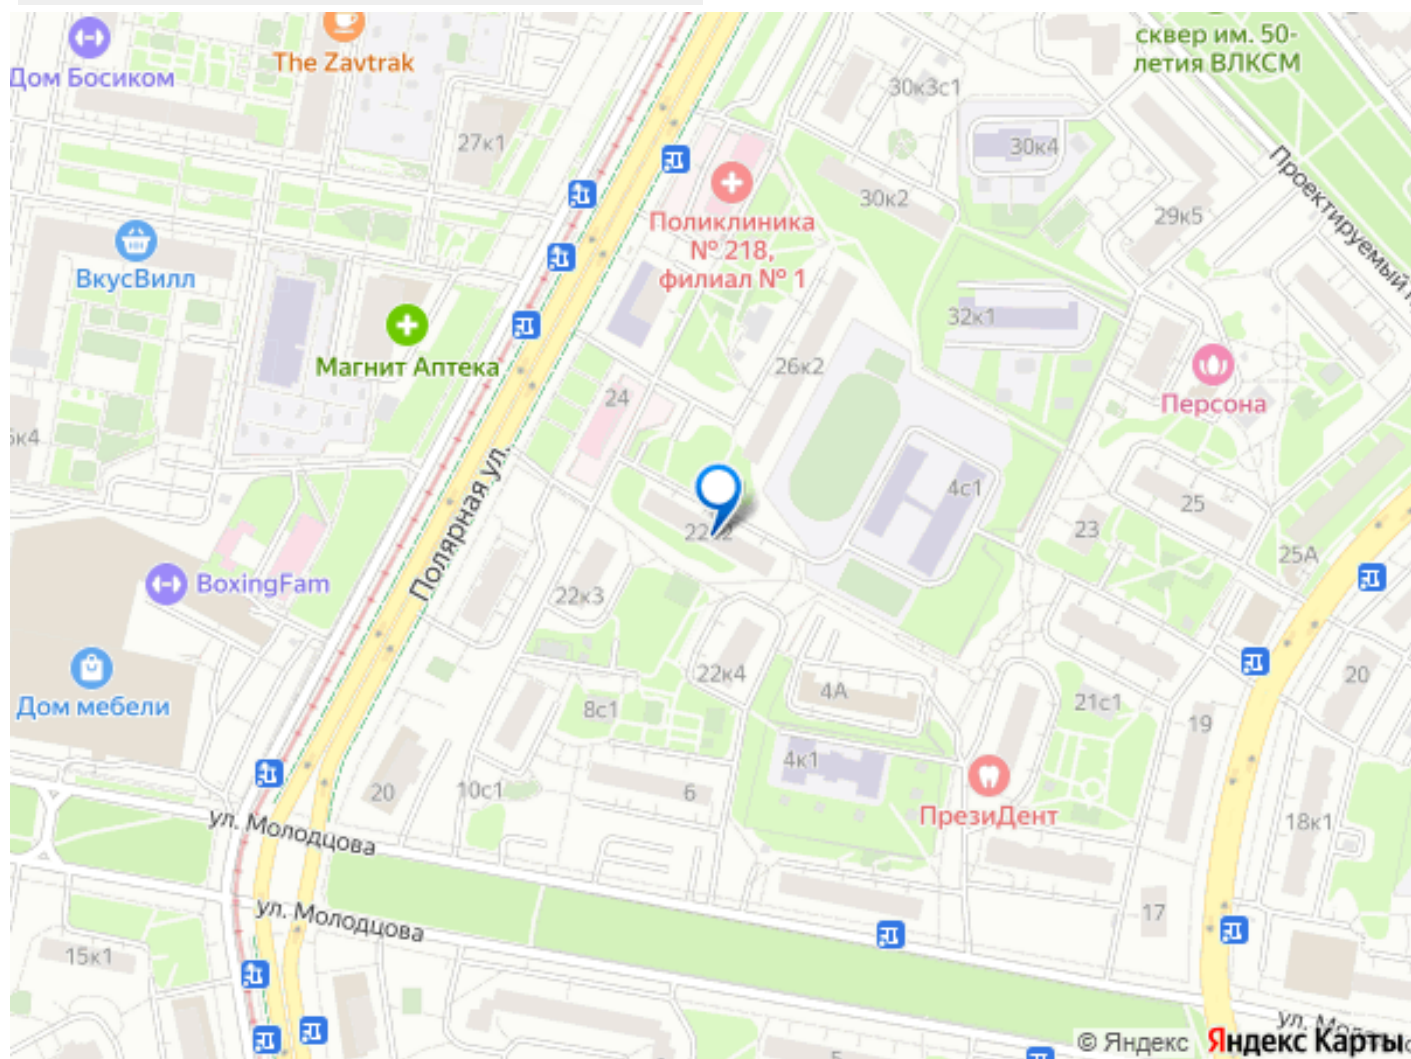 сквер им. 50-
летия ВЛКСМ
Дом Босиком
The Zavtrak
30к3с1
27к1
30к4
Проектируемый
30к2
29к5
Поликлиника
№ 218,
филиал № 1
ВкусВилл
32к1
Магнит Аптека
26к2
24
Персона
4с1
25
Полярная ул.
23
25А
BoxingFam
22к3
22к4
4А
20
Дом мебели
8с1
21с1
19
4к1
20
10с1
6
ПрезиДент
18к1
ул. Молодцова
ул. Молодцова
17
15к1
5
© Яндекс Яндекс Карты